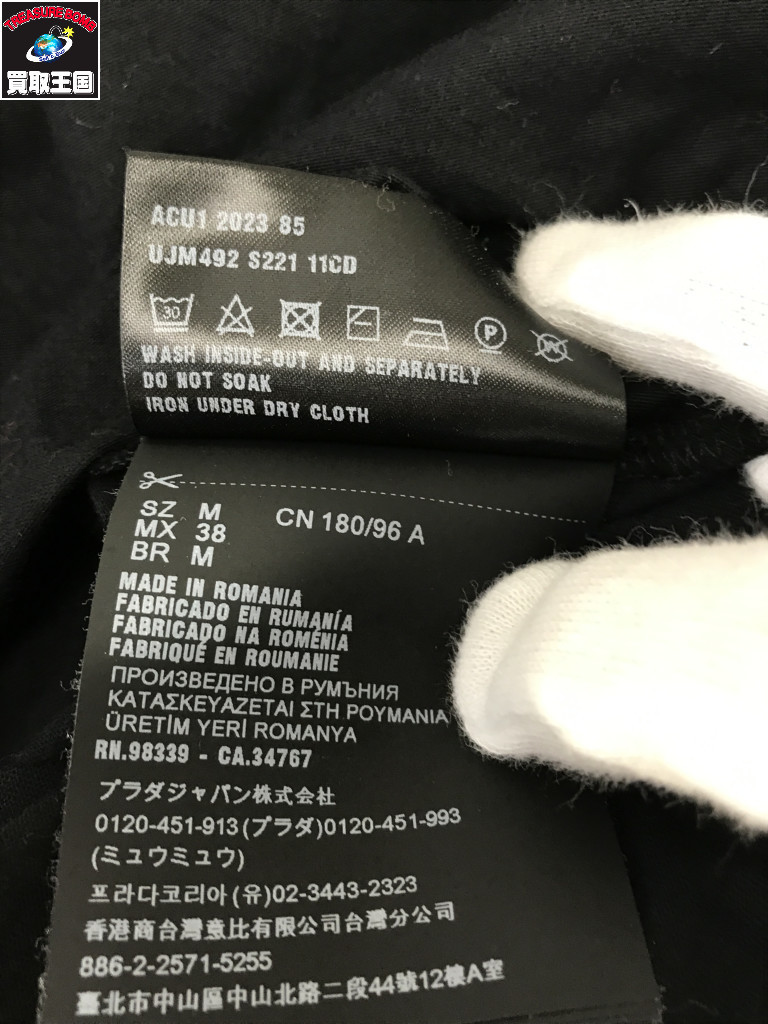 TAKASUME BOMB
買取王国
ACU1 2023 85
UJM492 S221 11CD
30
P
W
WASH INSIDE-OUT AND SEPARATELY
DO NOT SOAK
IRON UNDER DRY CLOTH
SZ M
CN 180/96 A
MX 38
BR M
MADE IN ROMANIA
FABRICADO EN RUMANÍA
FABRICADO NA ROMÉNIA
FABRIQUÉ EN ROUMANIE
ПРОИЗВЕДЕНО В РУМЪНИЯ
ΚΑΤΑΣΚΕΥΑΖΕΤΑΙ ΣΤΗ ΡΟΥΜΑΝΙΑ
ÜRETİM YERİ ROMANYA
RN.98339 - CA.34767
プラダジャパン株式会社
0120-451-913(プラダ)0120-451-993
(ミュウミュウ)
프라다코리아(유)02-3443-2323
香港商台灣意比有限公司台灣分公司
886-2-2571-5255
臺北市中山區中山北路二段44號12樓A室